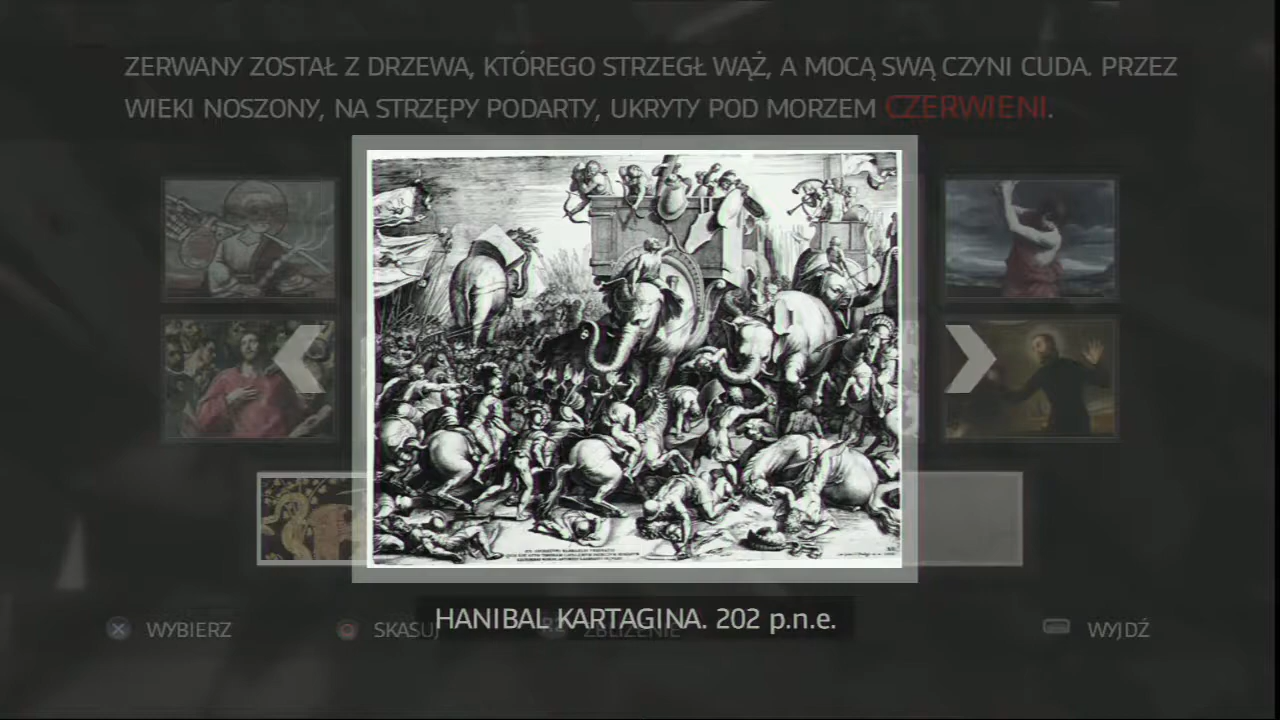 ZERWANY ZOSTAŁ Z DRZEWA, KTÓREGO STRZEGŁ WĄŻ, A MOCĄ SWĄ CZYNI CUDA. PRZEZ
WIEKI NOSZONY, NA STRZĘPY PODARTY, UKRYTY POD MORZEM CZERWIENI.
HANIBAL KARTAGINA. 202 p.n.e.
WYBIERZ SKASUJ ZBLIŻENIE WYJDŹ